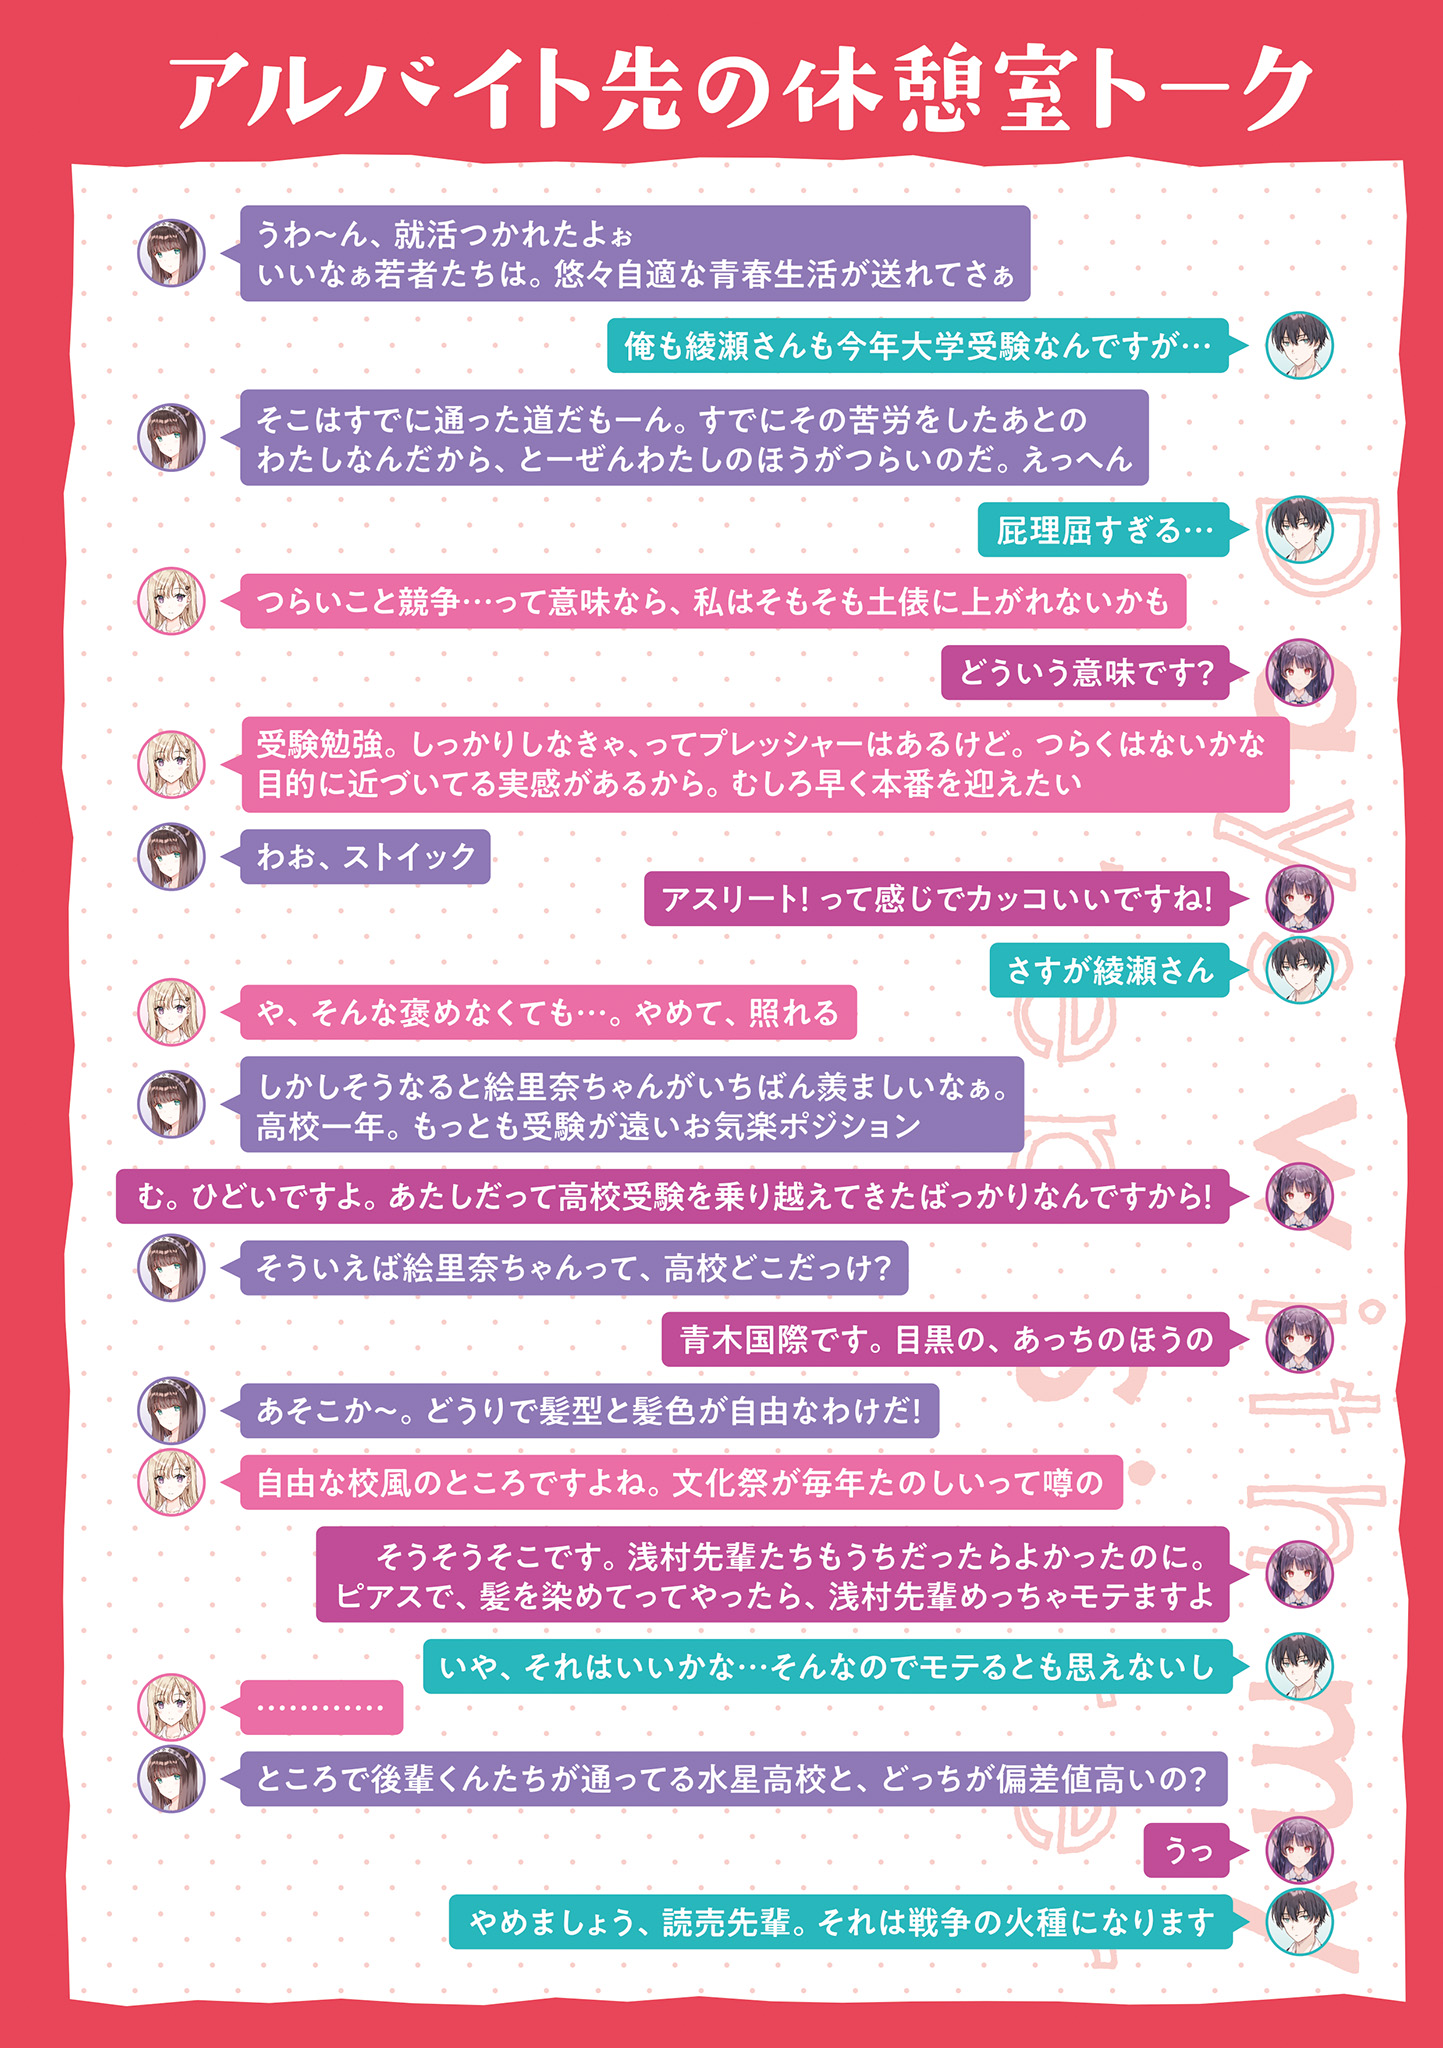 アルバイト先の休憩室トーク
うわ〜ん、就活つかれたよぉ
いいなぁ若者たちは。悠々自適な青春生活が送れてさぁ
俺も綾瀬さんも今年大学受験なんですが…
そこはすでに通った道だもーん。すでにその苦労をしたあとの
わたしなんだから、とーぜんわたしのほうがつらいのだ。えっへん
屁理屈すぎる…
つらいこと競争…って意味なら、私はそもそも土俵に上がれないかも
どういう意味です?
受験勉強。しっかりしなきゃ、ってプレッシャーはあるけど。つらくはないかな
目的に近づいてる実感があるから。むしろ早く本番を迎えたい
わお、ストイック
アスリート!って感じでカッコいいですね!
さすが綾瀬さん
や、そんな褒めなくても…。やめて、照れる
しかしそうなると絵里奈ちゃんがいちばん羨ましいなぁ。
高校一年。もっとも受験が遠いお気楽ポジション
む。ひどいですよ。あたしだって高校受験を乗り越えてきたばっかりなんですから!
そういえば絵里奈ちゃんって、高校どこだっけ?
青木国際です。目黒の、あっちのほうの
あそこか〜。どうりで髪型と髪色が自由なわけだ!
自由な校風のところですよね。文化祭が毎年たのしいって噂の
そうそうそこです。浅村先輩たちもうちだったらよかったのに。
ピアスで、髪を染めてってやったら、浅村先輩めっちゃモテますよ
いや、それはいいかな…そんなのでモテるとも思えないし
…………
ところで後輩くんたちが通ってる水星高校と、どっちが偏差値高いの?
うっ
やめましょう、読売先輩。それは戦争の火種になります
Days with my